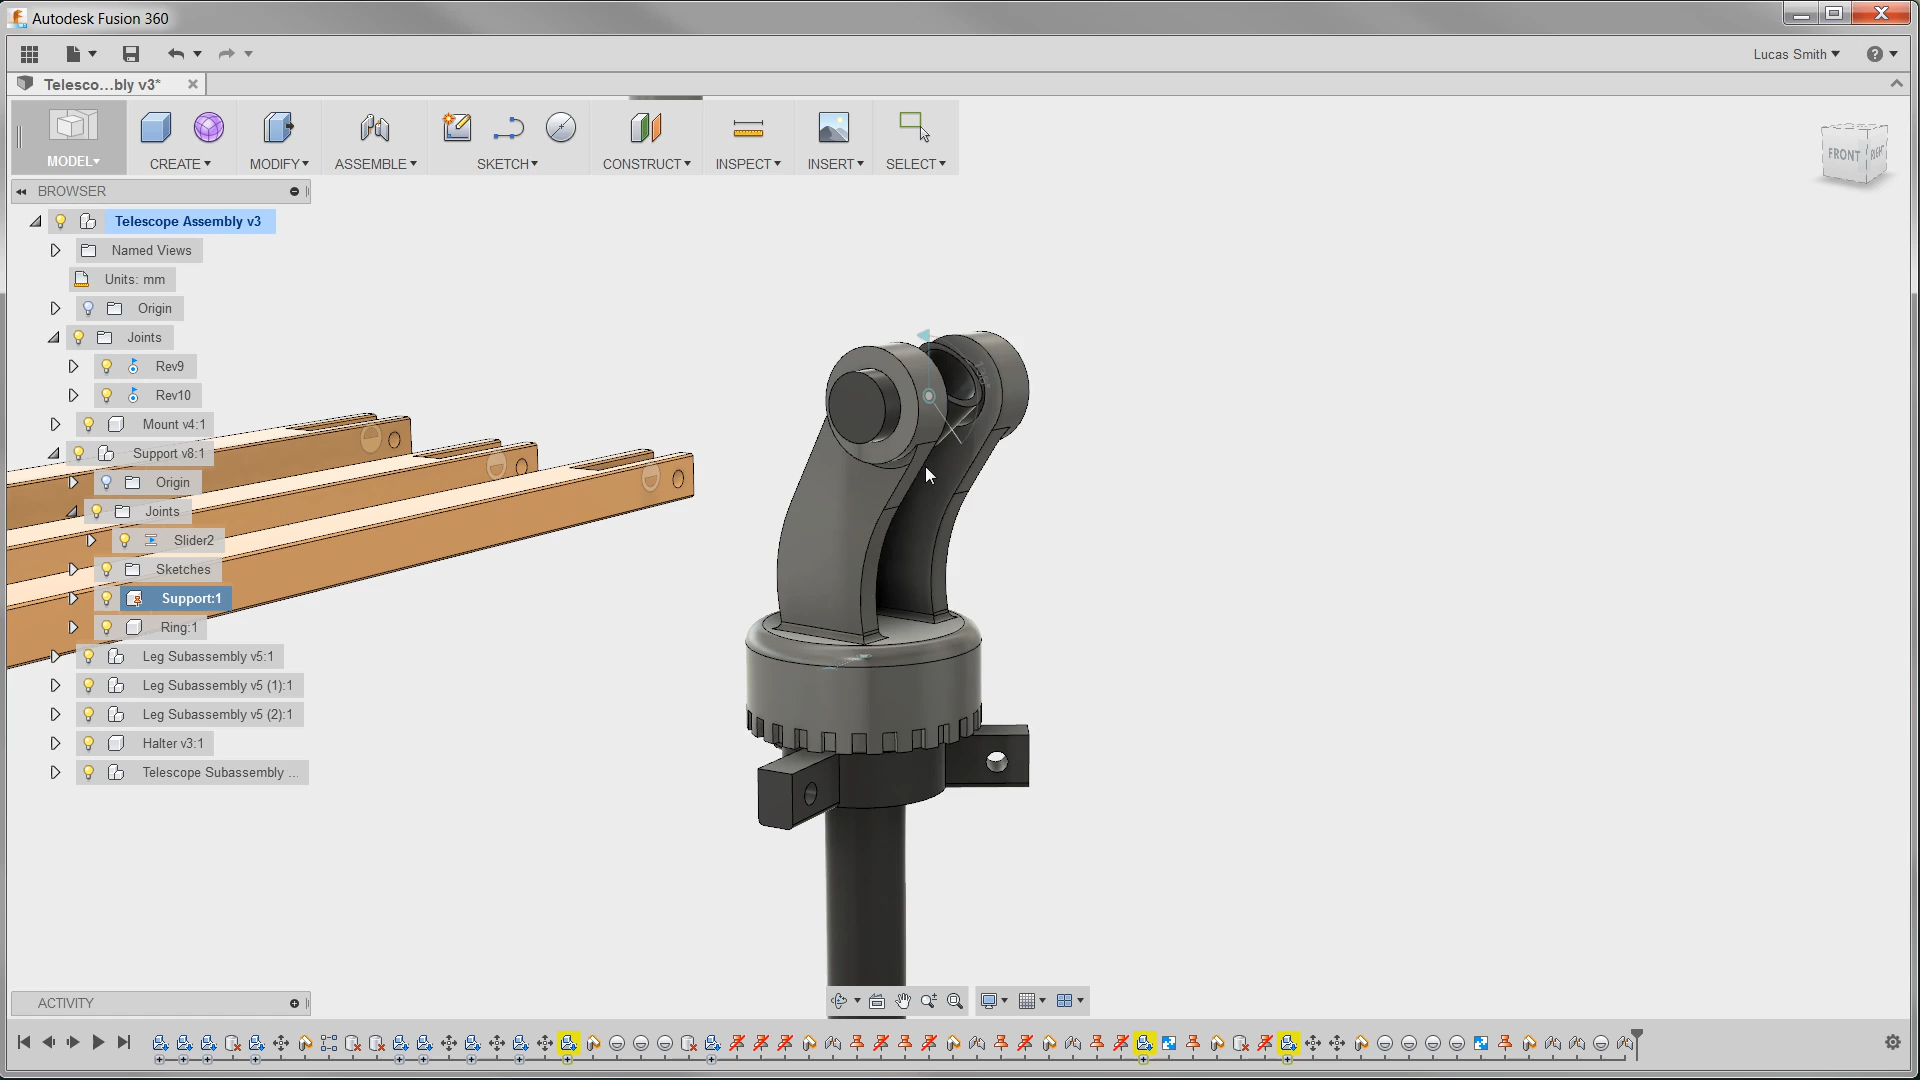 Autodesk Fusion 360
Lucas Smith
Telesco...bly v3*
MODEL
CREATE
MODIFY
ASSEMBLE
SKETCH
CONSTRUCT
INSPECT
INSERT
SELECT
FRONT
RIGHT
BROWSER
Telescope Assembly v3
Named Views
Units: mm
Origin
Joints
Rev9
Rev10
Mount v4:1
Support v8:1
Origin
Joints
Slider2
Sketches
Support:1
Ring:1
Leg Subassembly v5:1
Leg Subassembly v5 (1):1
Leg Subassembly v5 (2):1
Halter v3:1
Telescope Subassembly ...
ACTIVITY